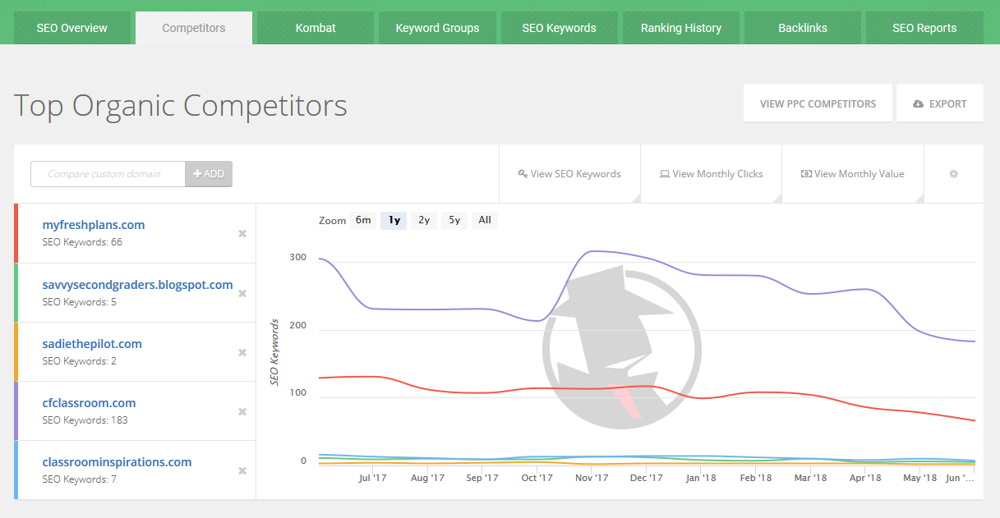 SEO Overview Competitors Kombat Keyword Groups SEO Keywords Ranking History Backlinks SEO Reports
Top Organic Competitors
VIEW PPC COMPETITORS EXPORT
Compare custom domain + ADD View SEO Keywords View Monthly Clicks View Monthly Value
myfreshplans.com
SEO Keywords: 66
savvysecondgraders.blogspot.com
SEO Keywords: 5
sadiethepilot.com
SEO Keywords: 2
cfclassroom.com
SEO Keywords: 183
classroominspirations.com
SEO Keywords: 7
Zoom 6m 1y 2y 5y All
300
200
100
0
SEO Keywords
Jul '17 Aug '17 Sep '17 Oct '17 Nov '17 Dec '17 Jan '18 Feb '18 Mar '18 Apr '18 May '18 Jun '...